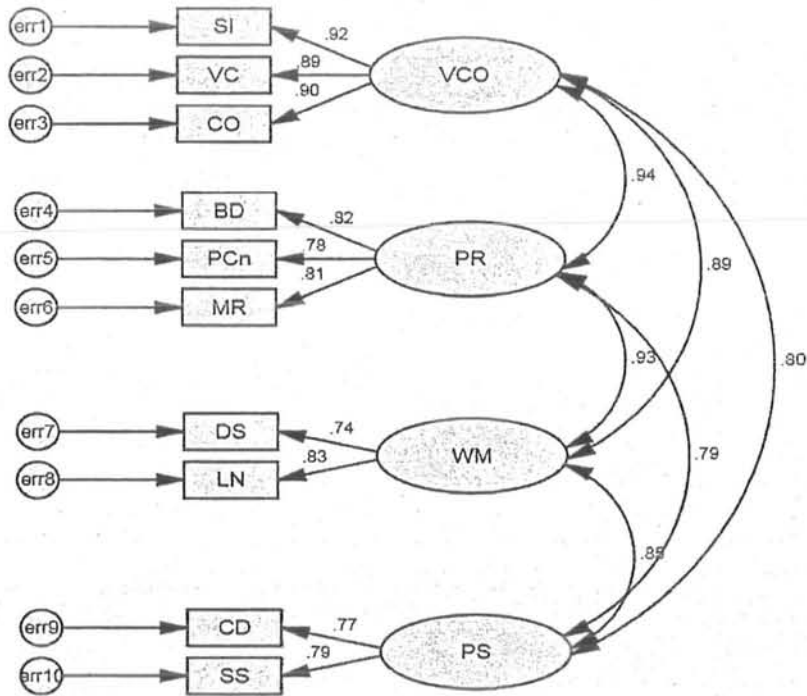 err1 SI .92
err2 VC .89 VCO
err3 CO .90
.94
err4 BD .82
err5 PCn .78 PR .89
err6 MR .81
.93 .80
err7 DS .74
WM .79
err8 LN .83
.85
err9 CD .77
PS
err10 SS .79